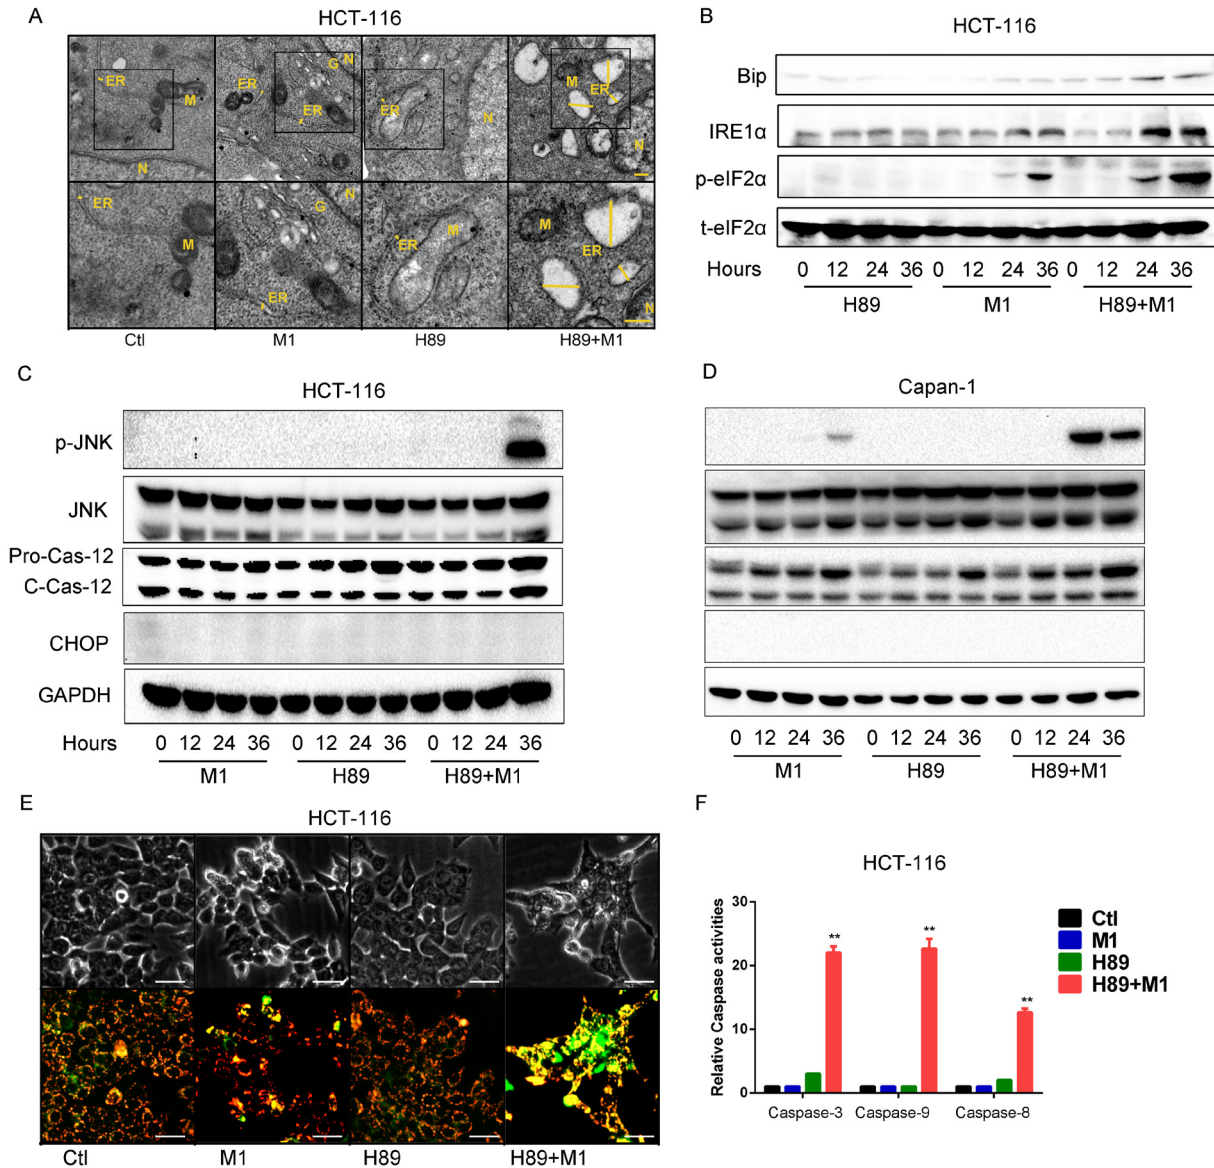 A
HCT-116
ER
M
N
ER
G
N
N
M
ER
N
ER
M
N
ER
G
N
ER
M
M
ER
N
Ctl
M1
H89
H89+M1
B
HCT-116
Bip
IRE1α
p-eIF2α
t-eIF2α
Hours 0 12 24 36 0 12 24 36 0 12 24 36
H89 M1 H89+M1
C
HCT-116
p-JNK
JNK
Pro-Cas-12
C-Cas-12
CHOP
GAPDH
Hours 0 12 24 36 0 12 24 36 0 12 24 36
M1 H89 H89+M1
D
Capan-1
0 12 24 36 0 12 24 36 0 12 24 36
M1 H89 H89+M1
E
HCT-116
Ctl M1 H89 H89+M1
F
HCT-116
Relative Caspase activities
30
20
10
0
**
**
**
Caspase-3 Caspase-9 Caspase-8
Ctl
M1
H89
H89+M1